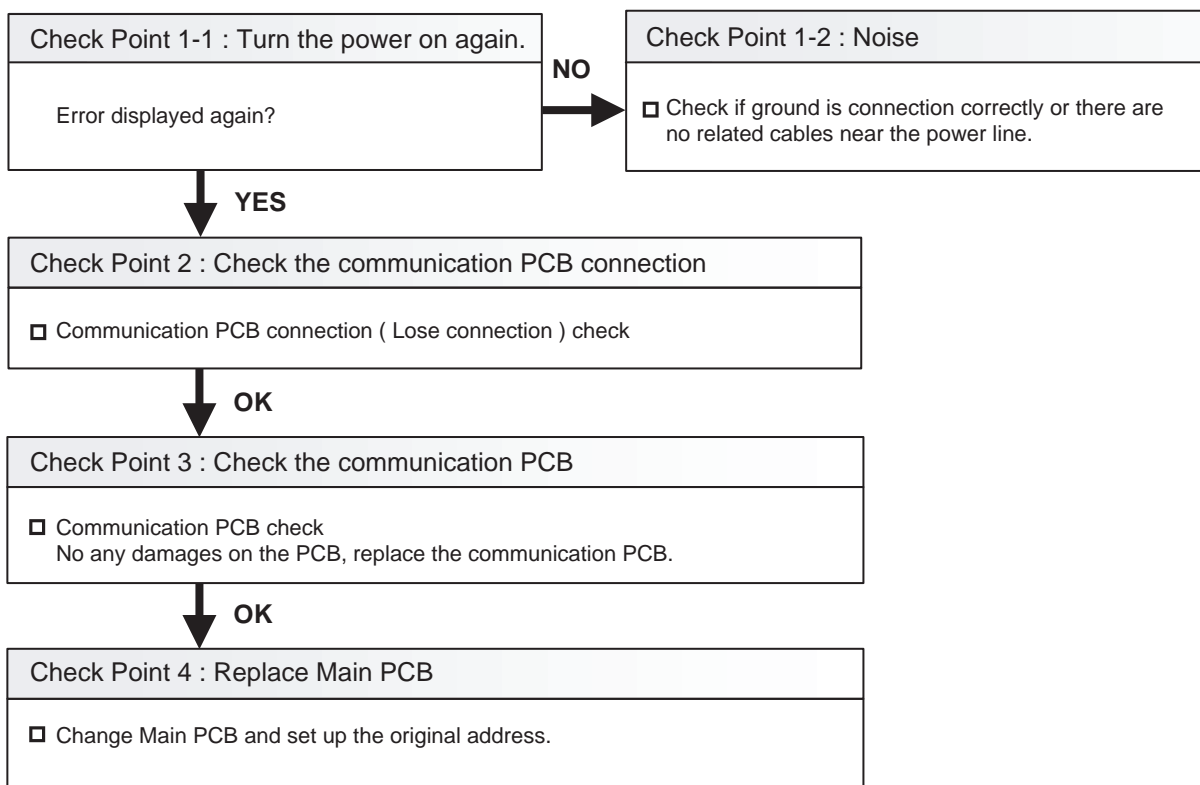 Check Point 1-1 : Turn the power on again.
Error displayed again?
NO
Check Point 1-2 : Noise
Check if ground is connection correctly or there are
no related cables near the power line.
YES
Check Point 2 : Check the communication PCB connection
Communication PCB connection ( Lose connection ) check
OK
Check Point 3 : Check the communication PCB
Communication PCB check
No any damages on the PCB, replace the communication PCB.
OK
Check Point 4 : Replace Main PCB
Change Main PCB and set up the original address.